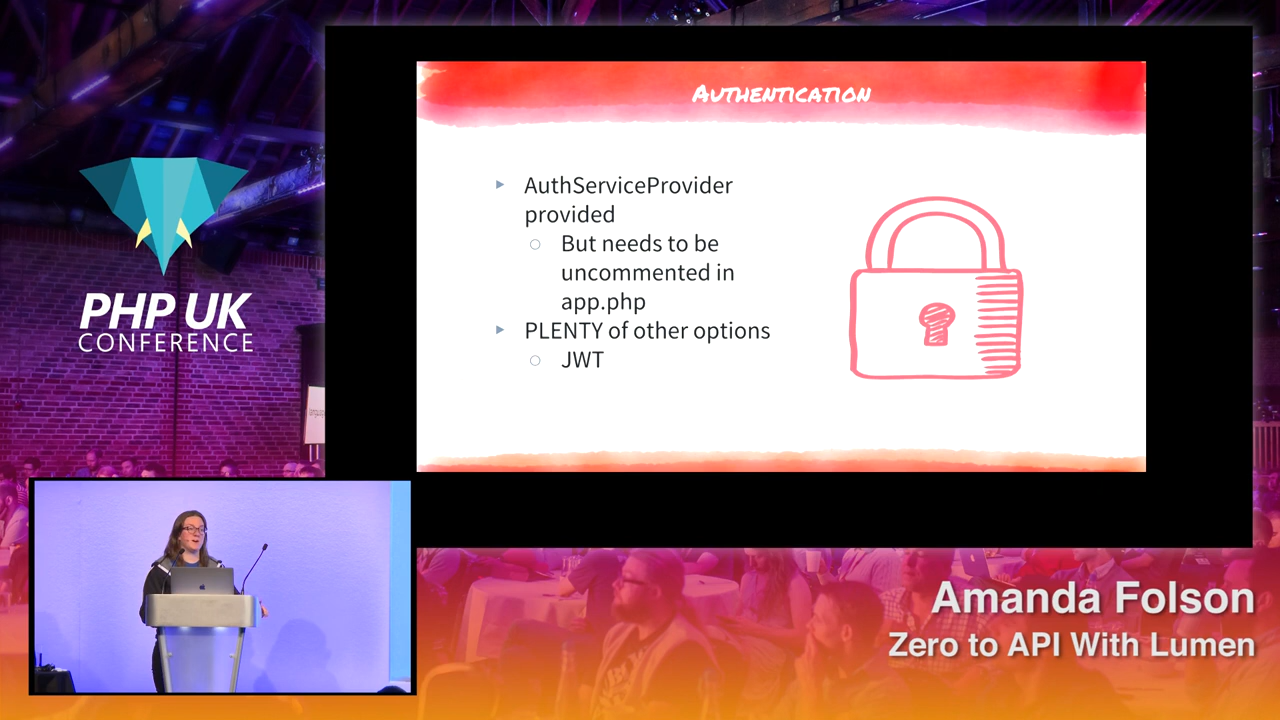 AUTHENTICATION
▸ AuthServiceProvider
provided
○ But needs to be
uncommented in
app.php
▸ PLENTY of other options
○ JWT
PHP UK
CONFERENCE
Amanda Folson
Zero to API With Lumen